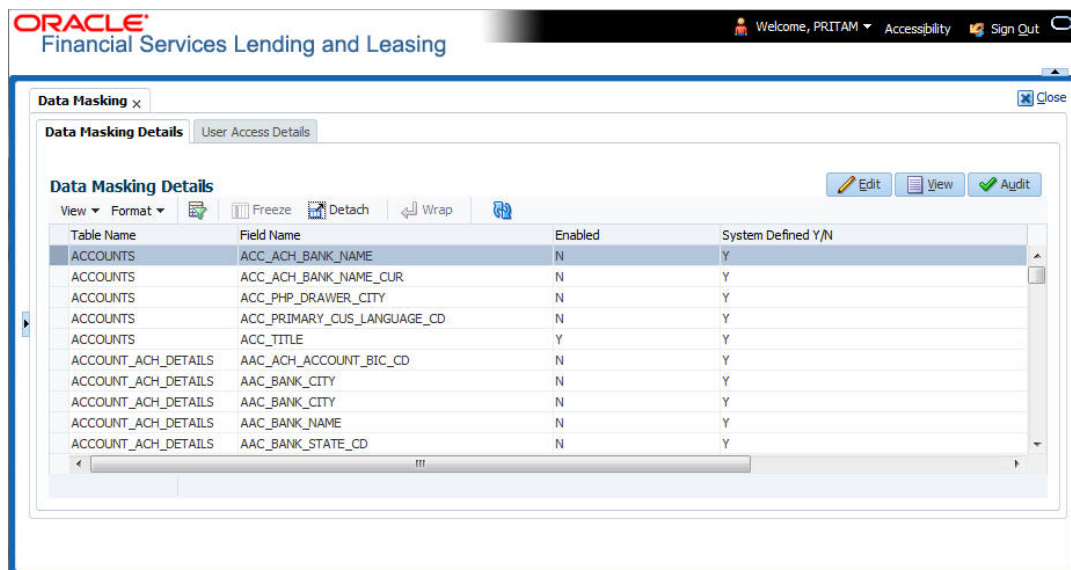 ORACLE
Financial Services Lending and Leasing
Welcome, PRITAM Accessibility Sign Out
Data Masking x Close
Data Masking Details User Access Details
Data Masking Details Edit View Audit
View Format Freeze Detach Wrap
Table Name Field Name Enabled System Defined Y/N
ACCOUNTS ACC_ACH_BANK_NAME N Y
ACCOUNTS ACC_ACH_BANK_NAME_CUR N Y
ACCOUNTS ACC_PHP_DRAWER_CITY N Y
ACCOUNTS ACC_PRIMARY_CUS_LANGUAGE_CD N Y
ACCOUNTS ACC_TITLE Y Y
ACCOUNT_ACH_DETAILS AAC_ACH_ACCOUNT_BIC_CD N Y
ACCOUNT_ACH_DETAILS AAC_BANK_CITY N Y
ACCOUNT_ACH_DETAILS AAC_BANK_CITY N Y
ACCOUNT_ACH_DETAILS AAC_BANK_NAME N Y
ACCOUNT_ACH_DETAILS AAC_BANK_STATE_CD N Y